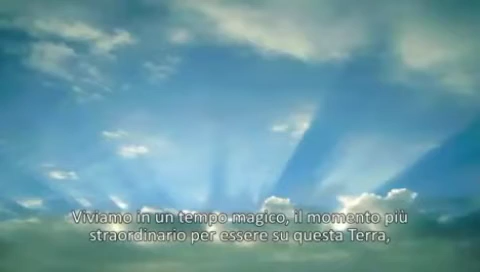 Viviamo in un tempo magico, il momento più
straordinario per essere su questa Terra,